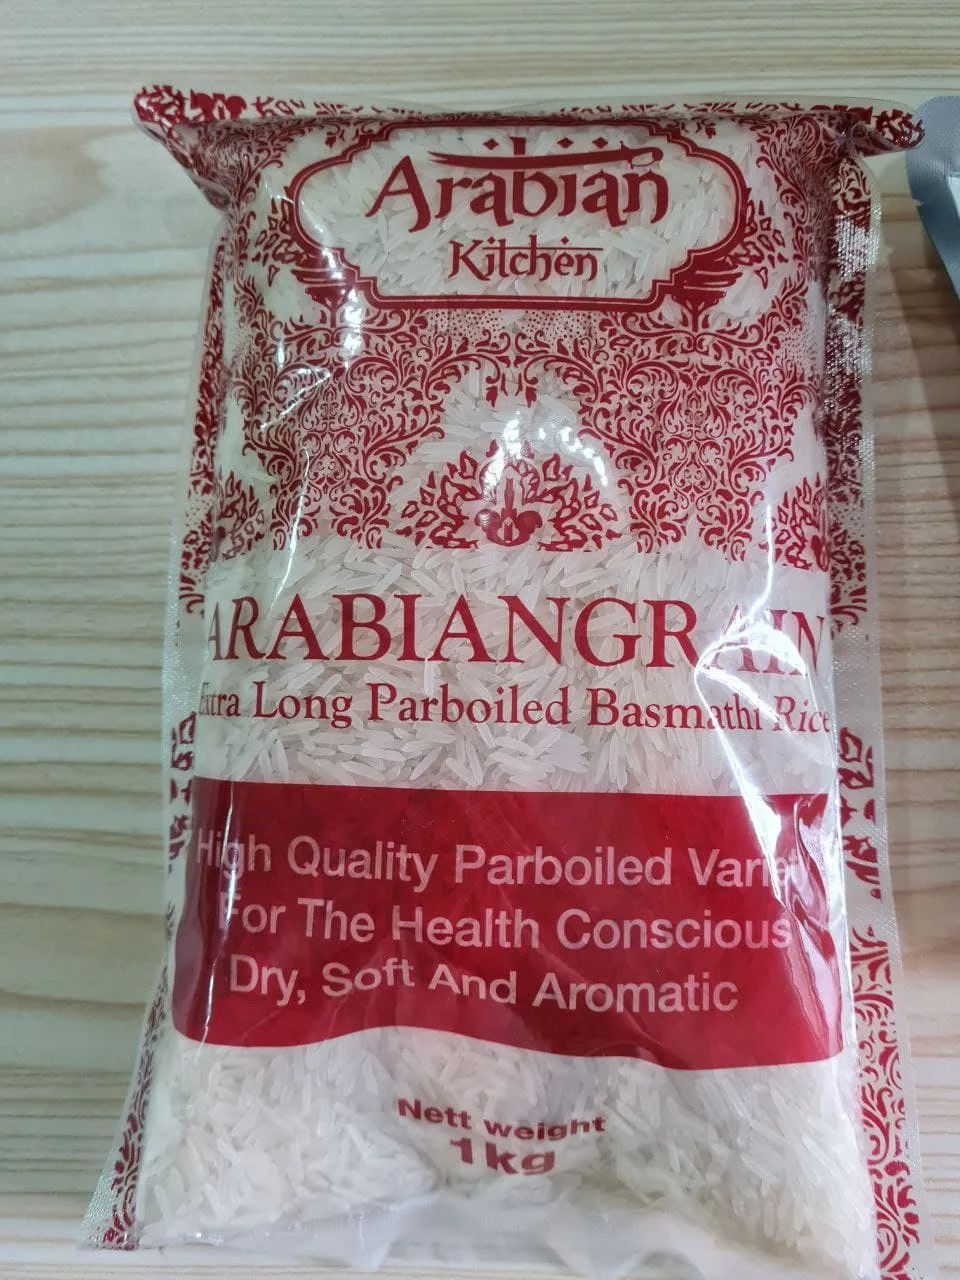 Arabian
Kitchen
ARABIANGRAIN
Extra Long Parboiled Basmathi Rice
High Quality Parboiled Variety
For The Health Conscious
Dry, Soft And Aromatic
Nett weight
1kg